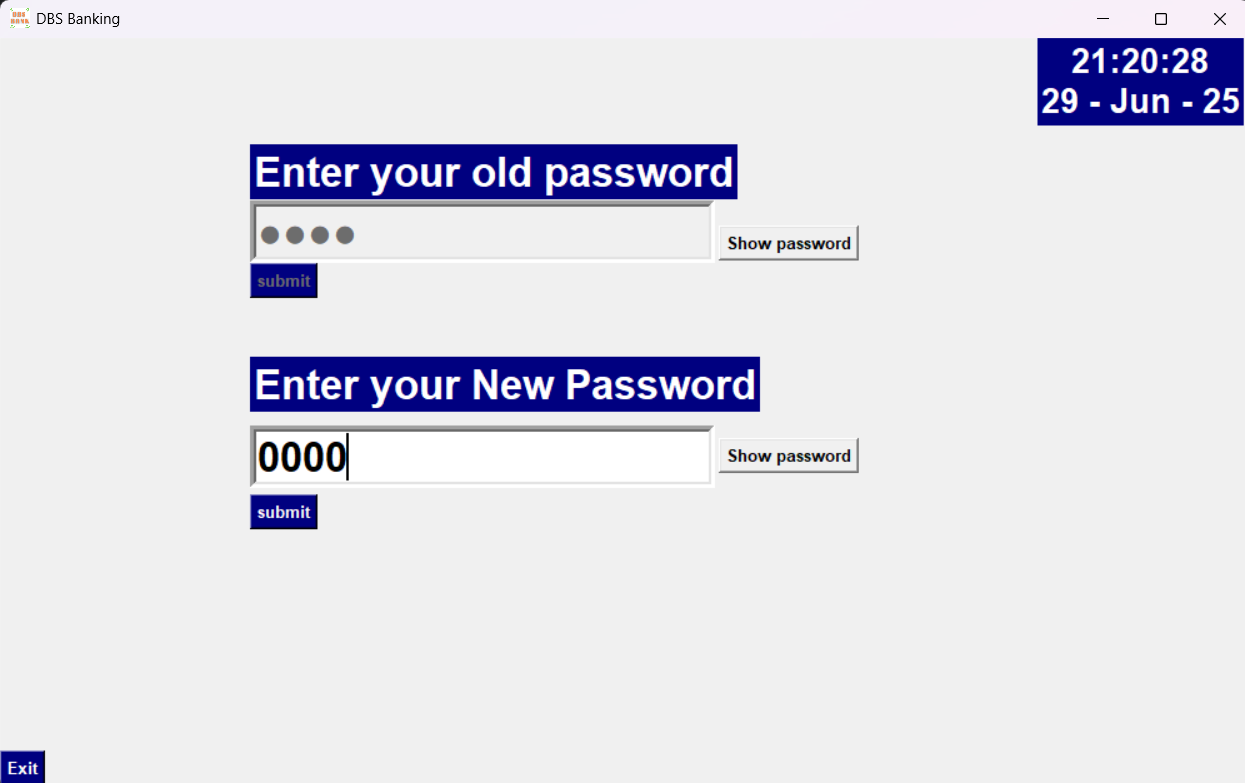 DBS Banking
21:20:28
29 - Jun - 25
Enter your old password
●●●●
Show password
submit
Enter your New Password
0000
Show password
submit
Exit